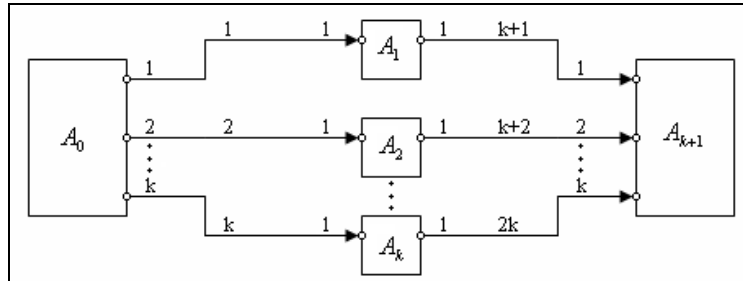 1 1 1 A₁ 1 k+1 1
A₀ 2 2 1 A₂ 1 k+2 2 Aₖ₊₁
k k 1 Aₖ 1 2k k